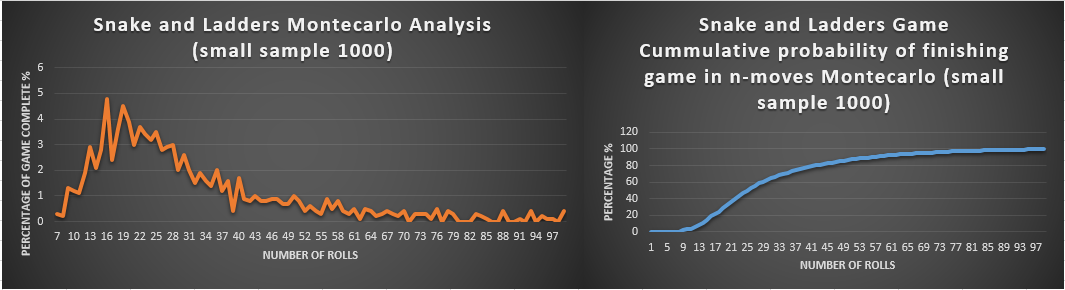 Snake and Ladders Montecarlo Analysis
(small sample 1000)
PERCENTAGE OF GAME COMPLETE %
6
5
4
3
2
1
0
7 10 13 16 19 22 25 28 31 34 37 40 43 46 49 52 55 58 61 64 67 70 73 76 79 82 85 88 91 94 97
NUMBER OF ROLLS
Snake and Ladders Game
Cummulative probability of finishing
game in n-moves Montecarlo (small
sample 1000)
PERCENTAGE %
120
100
80
60
40
20
0
1 5 9 13 17 21 25 29 33 37 41 45 49 53 57 61 65 69 73 77 81 85 89 93 97
NUMBER OF ROLLS